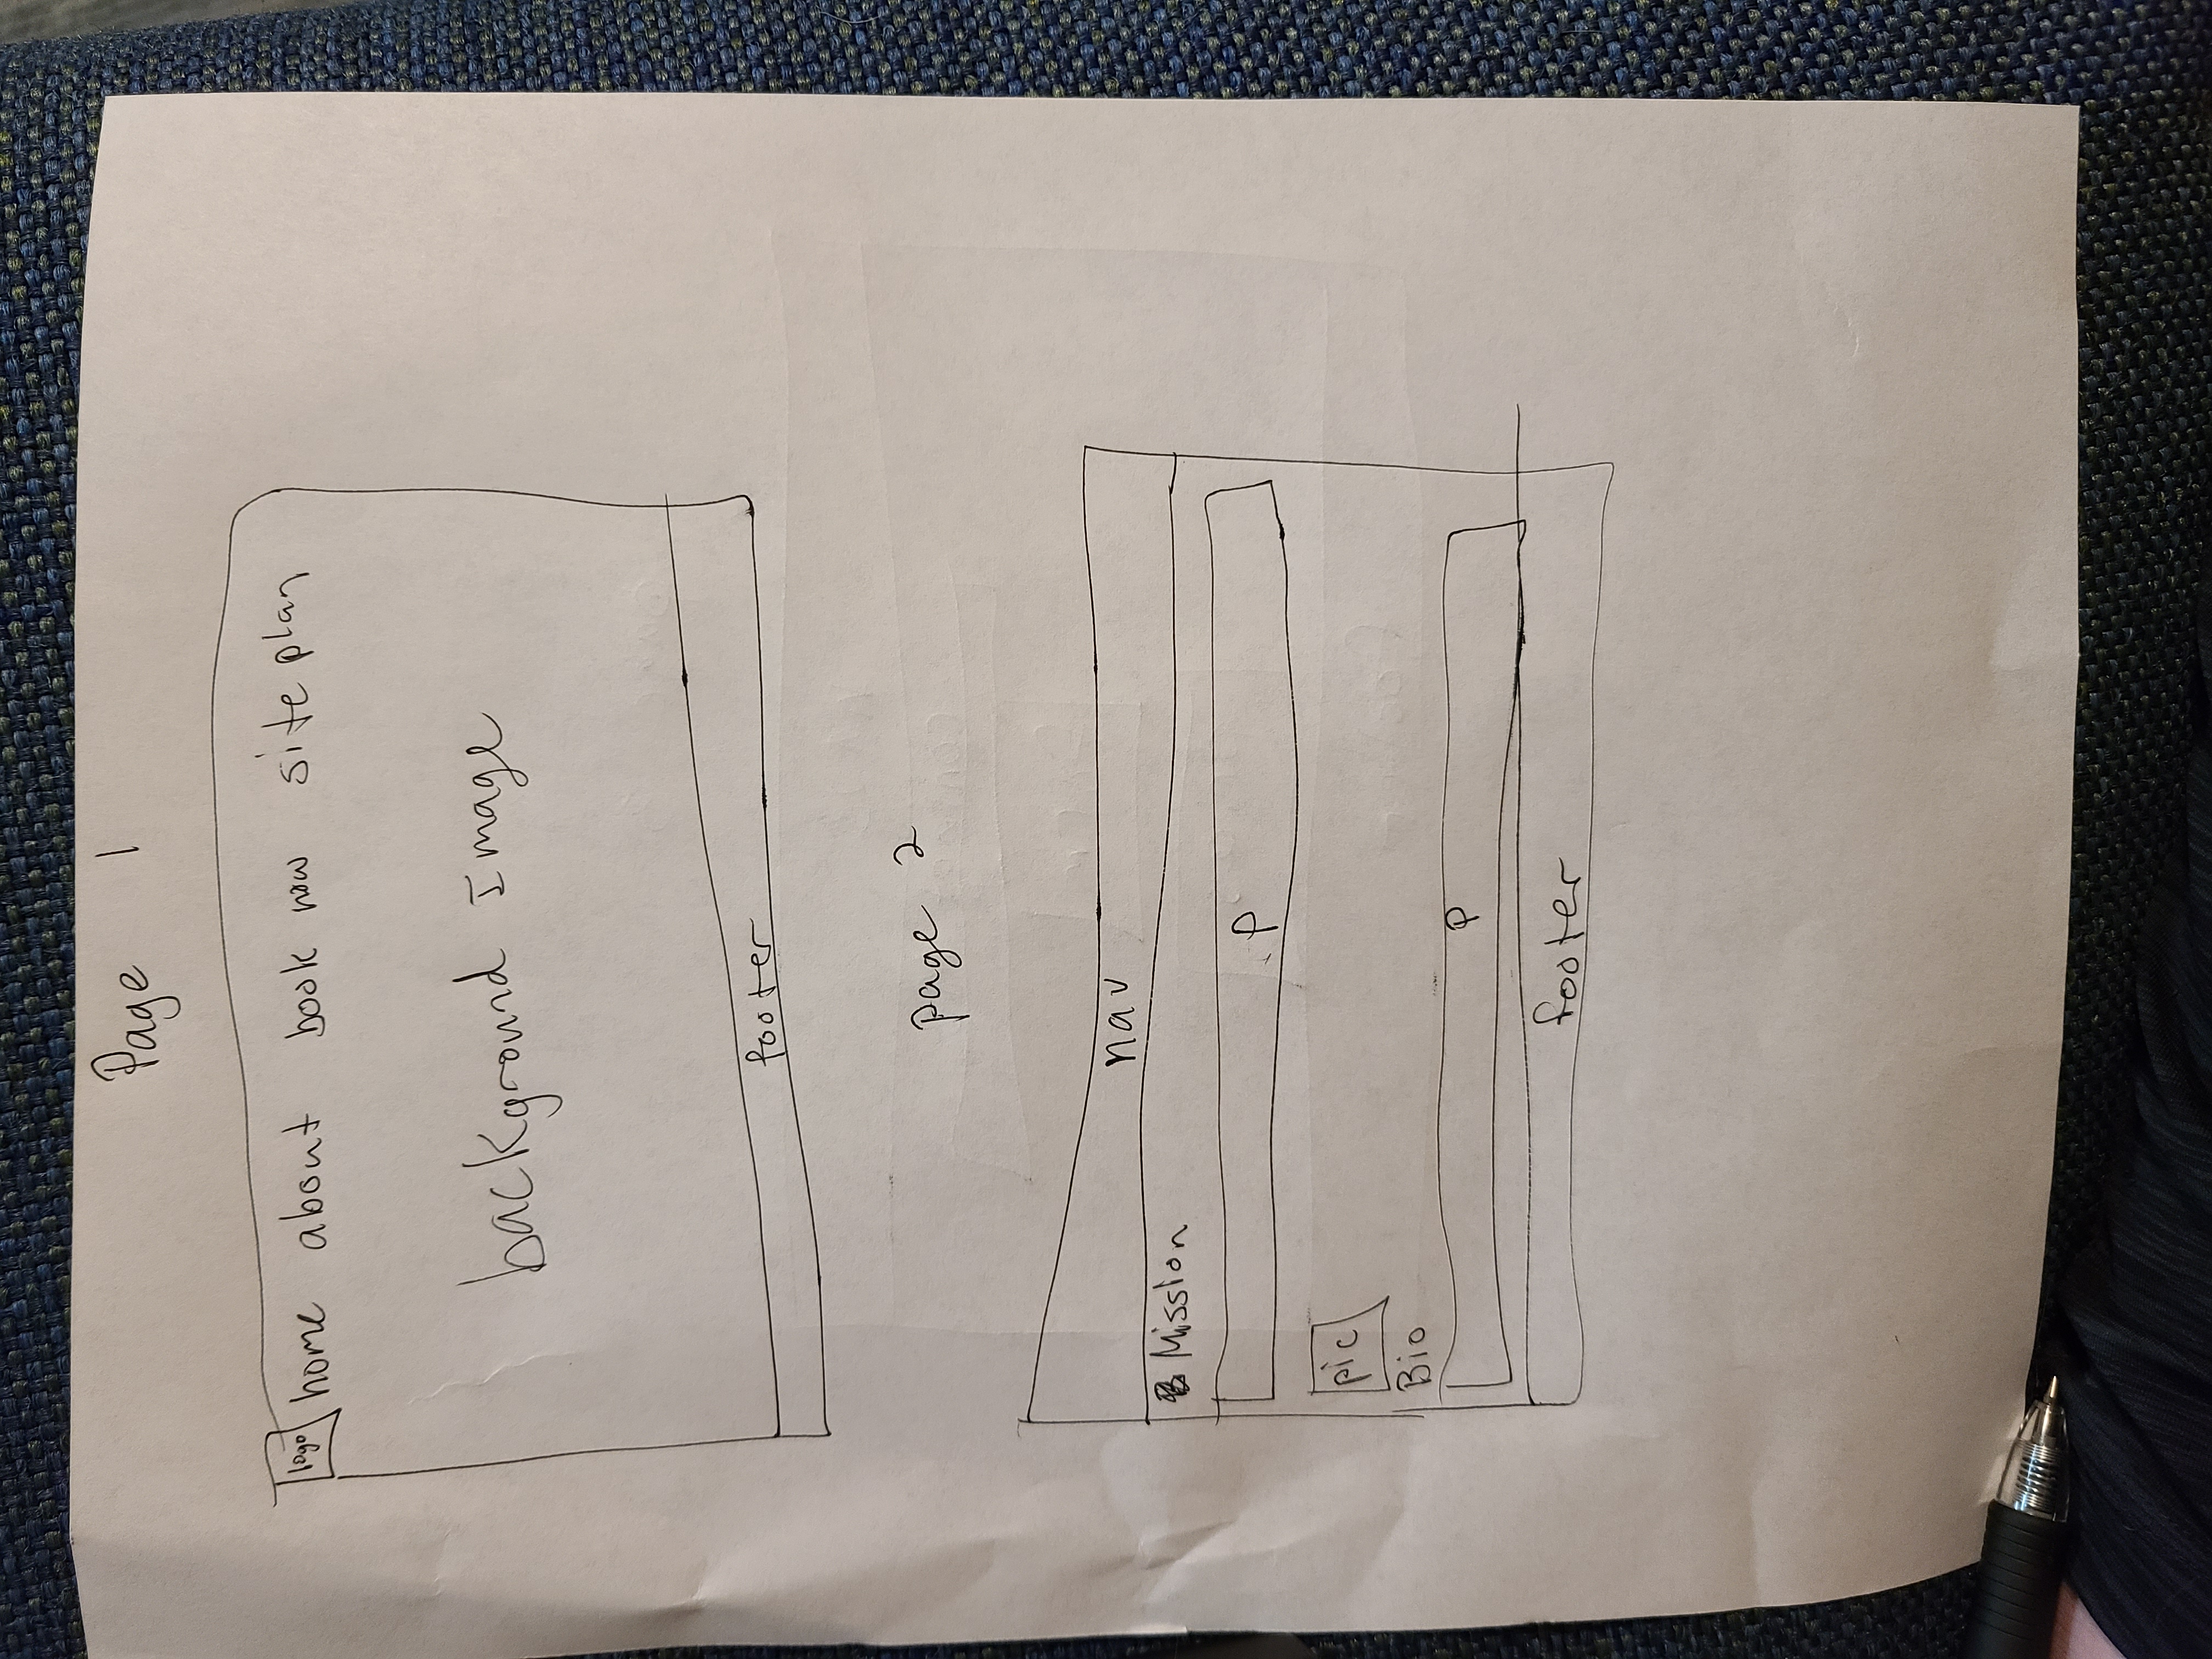 Page 1
logo home about book now site plan
background Image
footer
page 2
nav
Mission
P
pic
Bio
P
footer